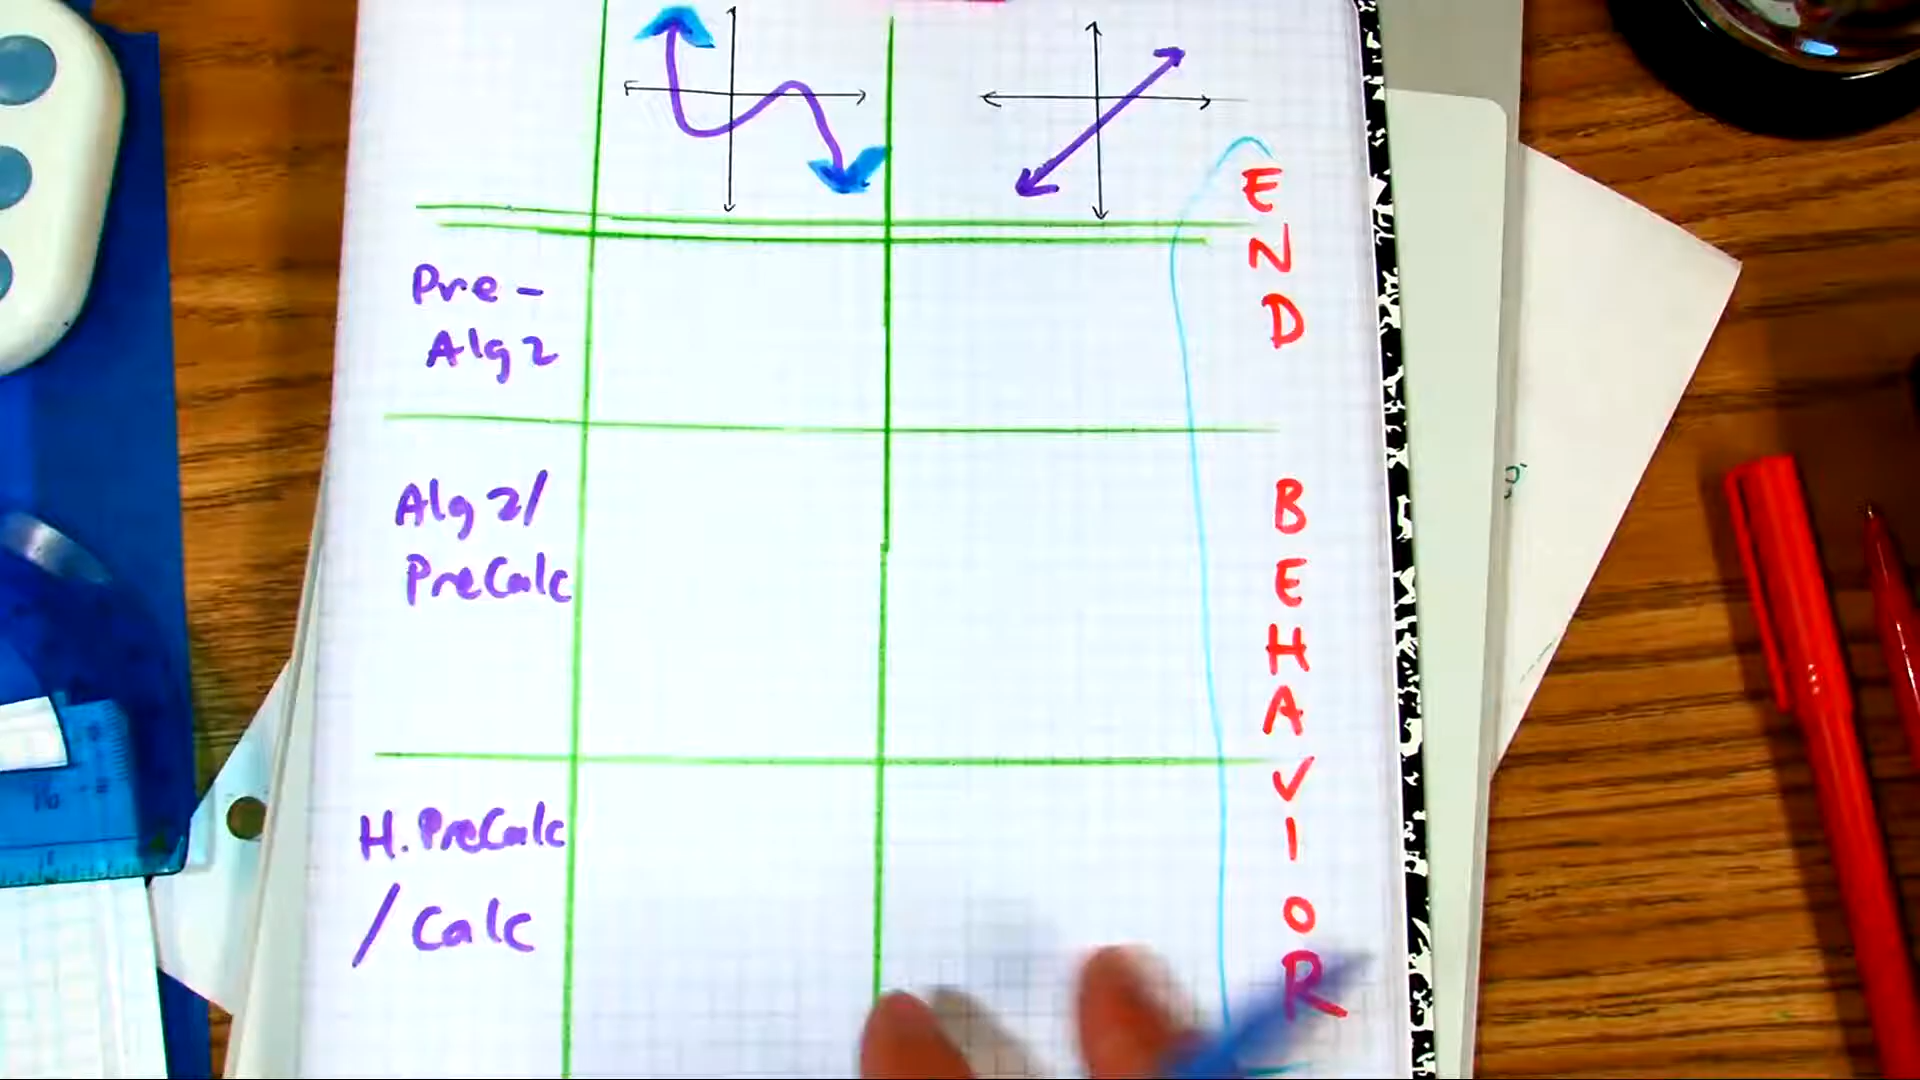 Pre-
Alg 2
Alg 2/
PreCalc
H. PreCalc
/ Calc
END
BEHAVIOR